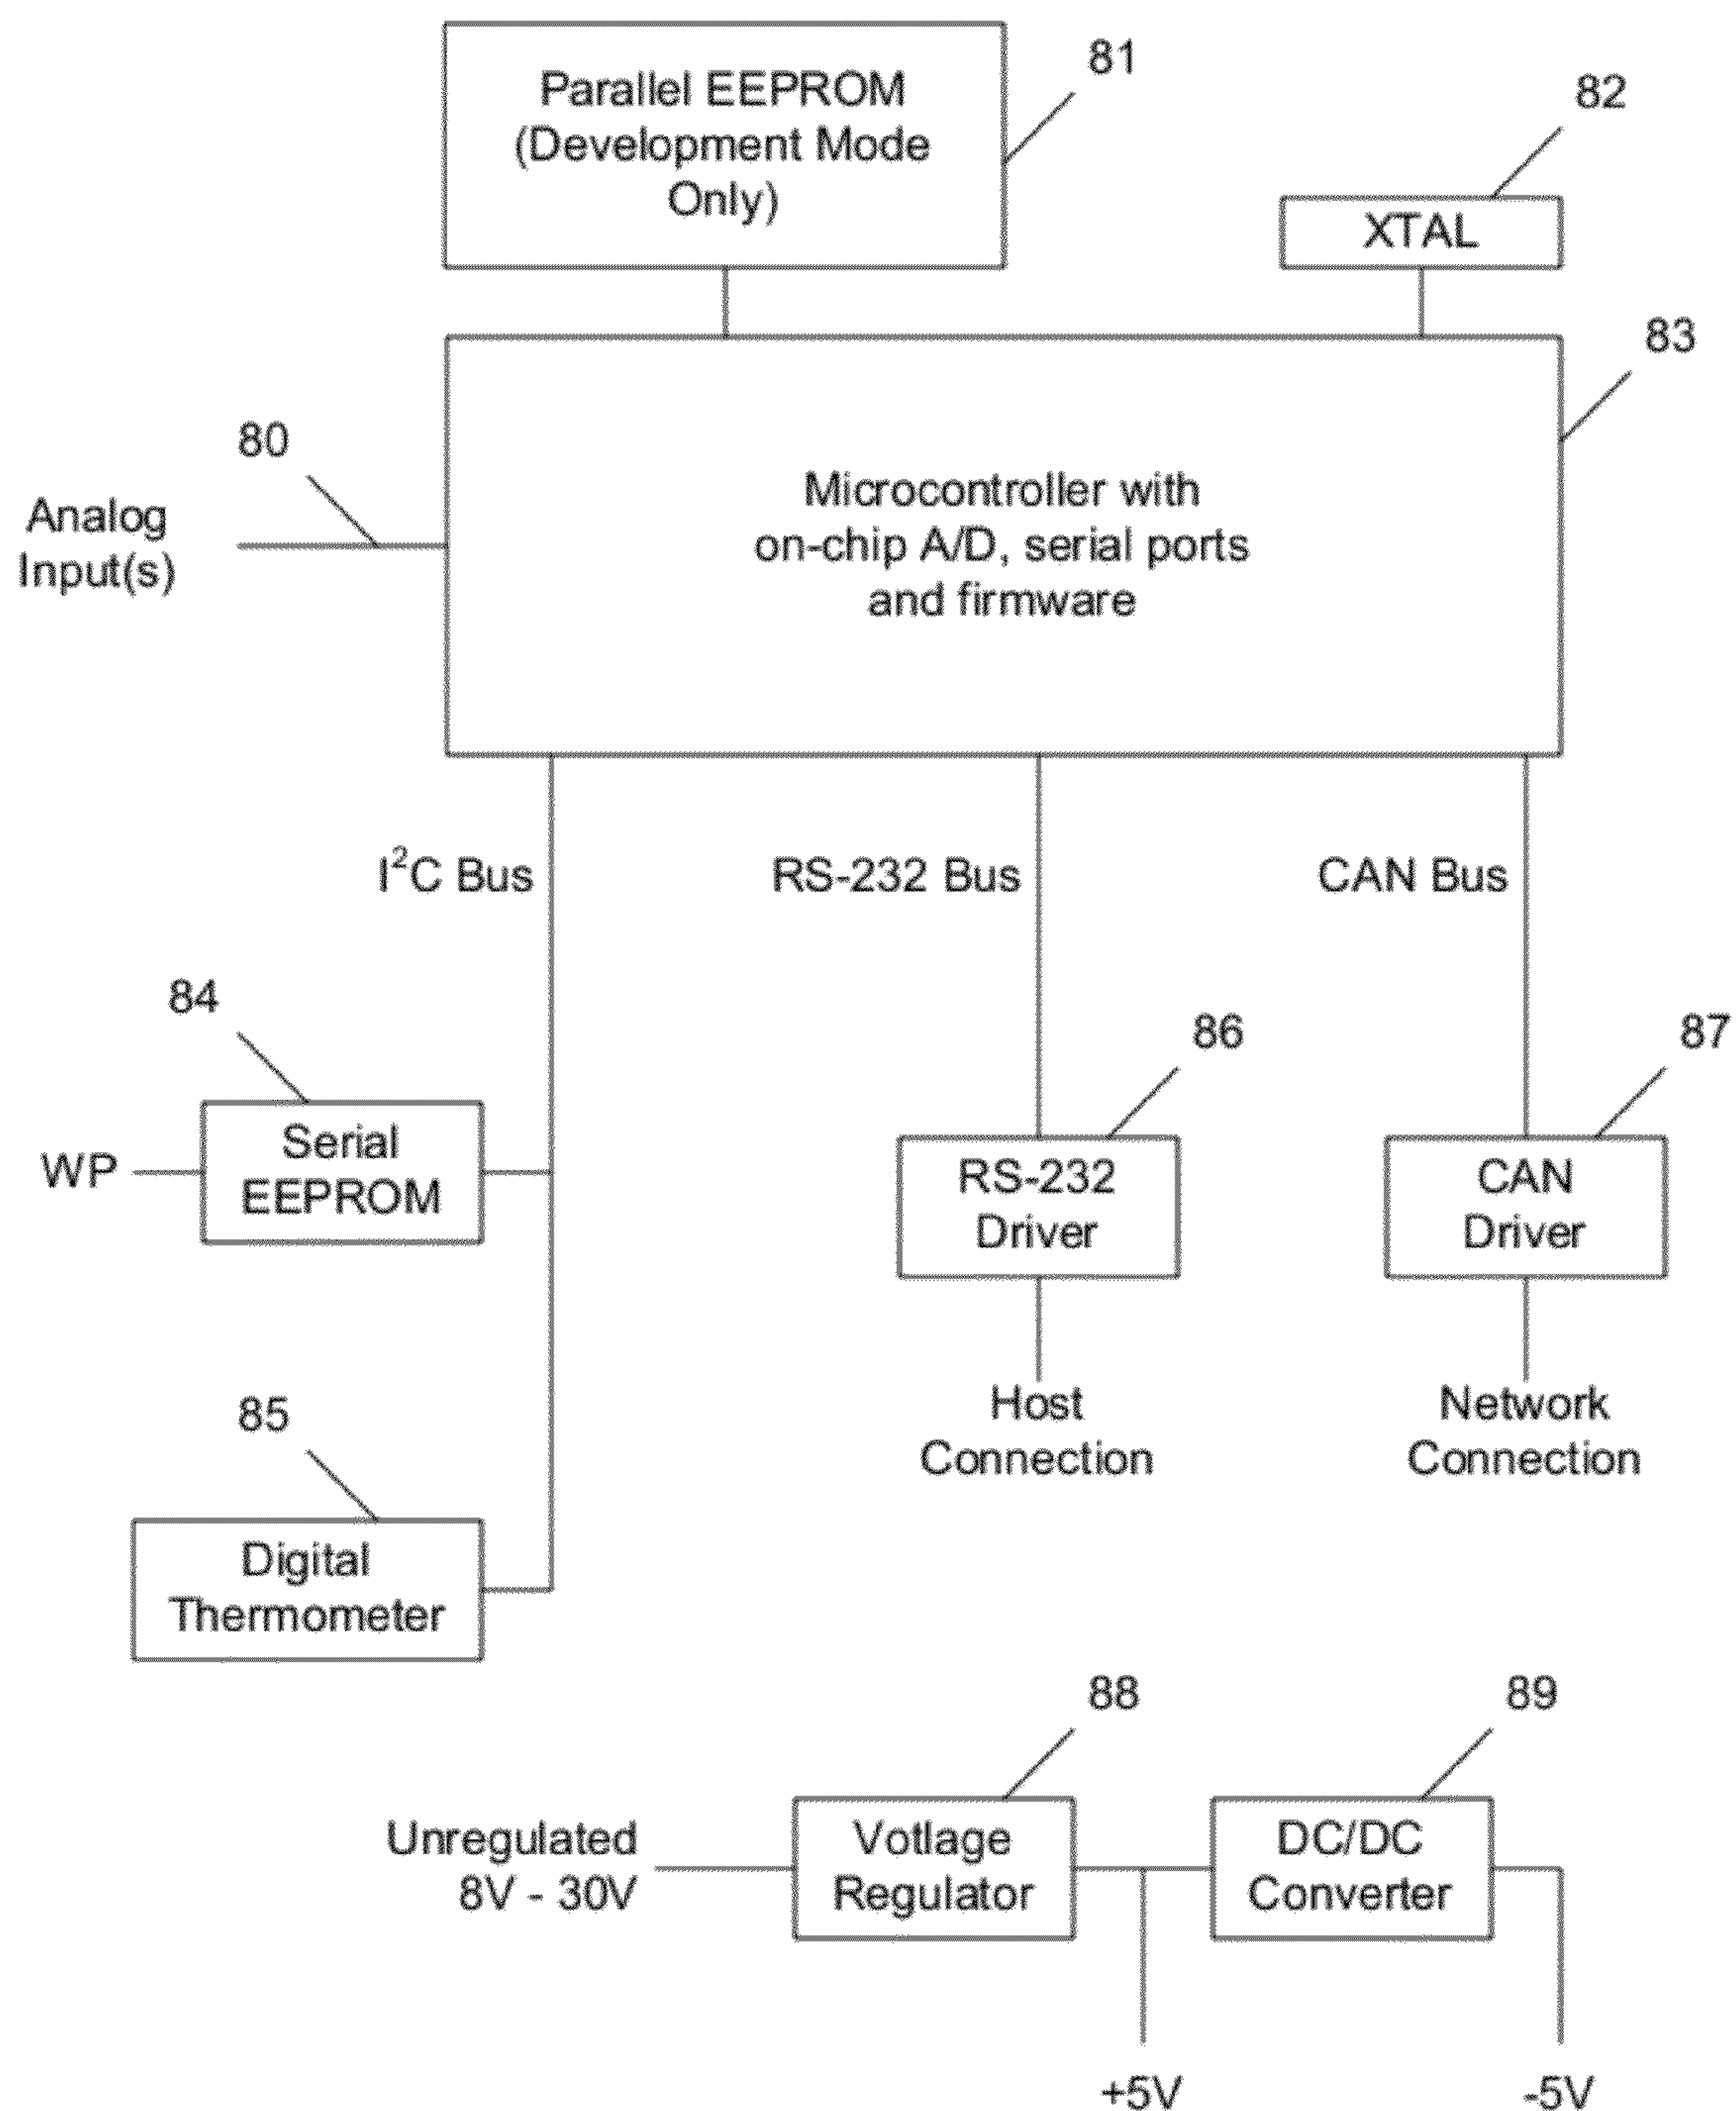 81
Parallel EEPROM
(Development Mode
Only)
82
XTAL
83
80
Analog
Input(s)
Microcontroller with
on-chip A/D, serial ports
and firmware
I²C Bus
RS-232 Bus
CAN Bus
84
Serial
EEPROM
WP
86
RS-232
Driver
87
CAN
Driver
Host
Connection
Network
Connection
85
Digital
Thermometer
88
89
Unregulated
8V - 30V
Votlage
Regulator
DC/DC
Converter
+5V
-5V